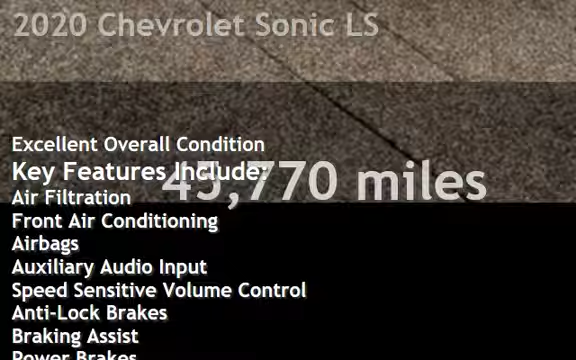 2020 Chevrolet Sonic LS
Excellent Overall Condition
Key Features Include:
45,770 miles
Air Filtration
Front Air Conditioning
Airbags
Auxiliary Audio Input
Speed Sensitive Volume Control
Anti-Lock Brakes
Braking Assist
Power Brakes